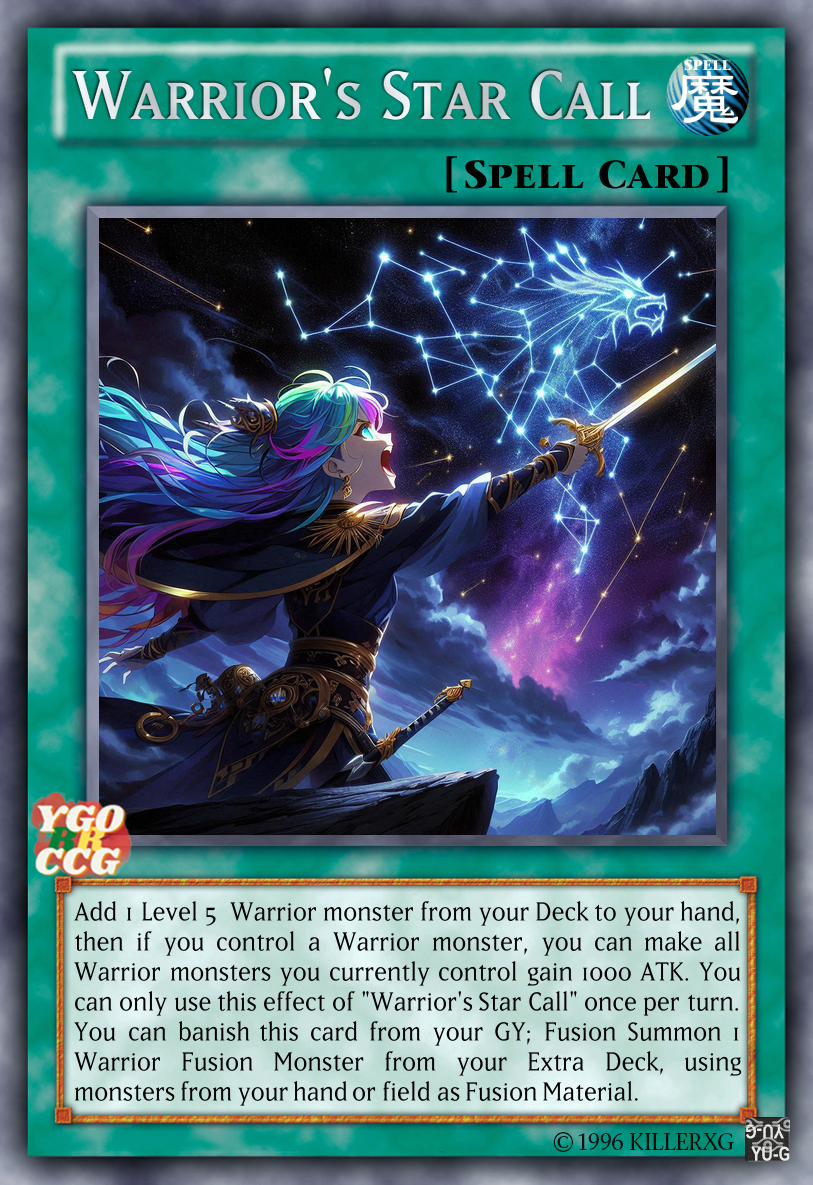 Warrior's Star Call
SPELL
魔
[Spell Card]
YGO
CCG
Add 1 Level 5 Warrior monster from your Deck to your hand,
then if you control a Warrior monster, you can make all
Warrior monsters you currently control gain 1000 ATK. You
can only use this effect of "Warrior's Star Call" once per turn.
You can banish this card from your GY; Fusion Summon 1
Warrior Fusion Monster from your Extra Deck, using
monsters from your hand or field as Fusion Material.
© 1996 KILLERXG
YU-G